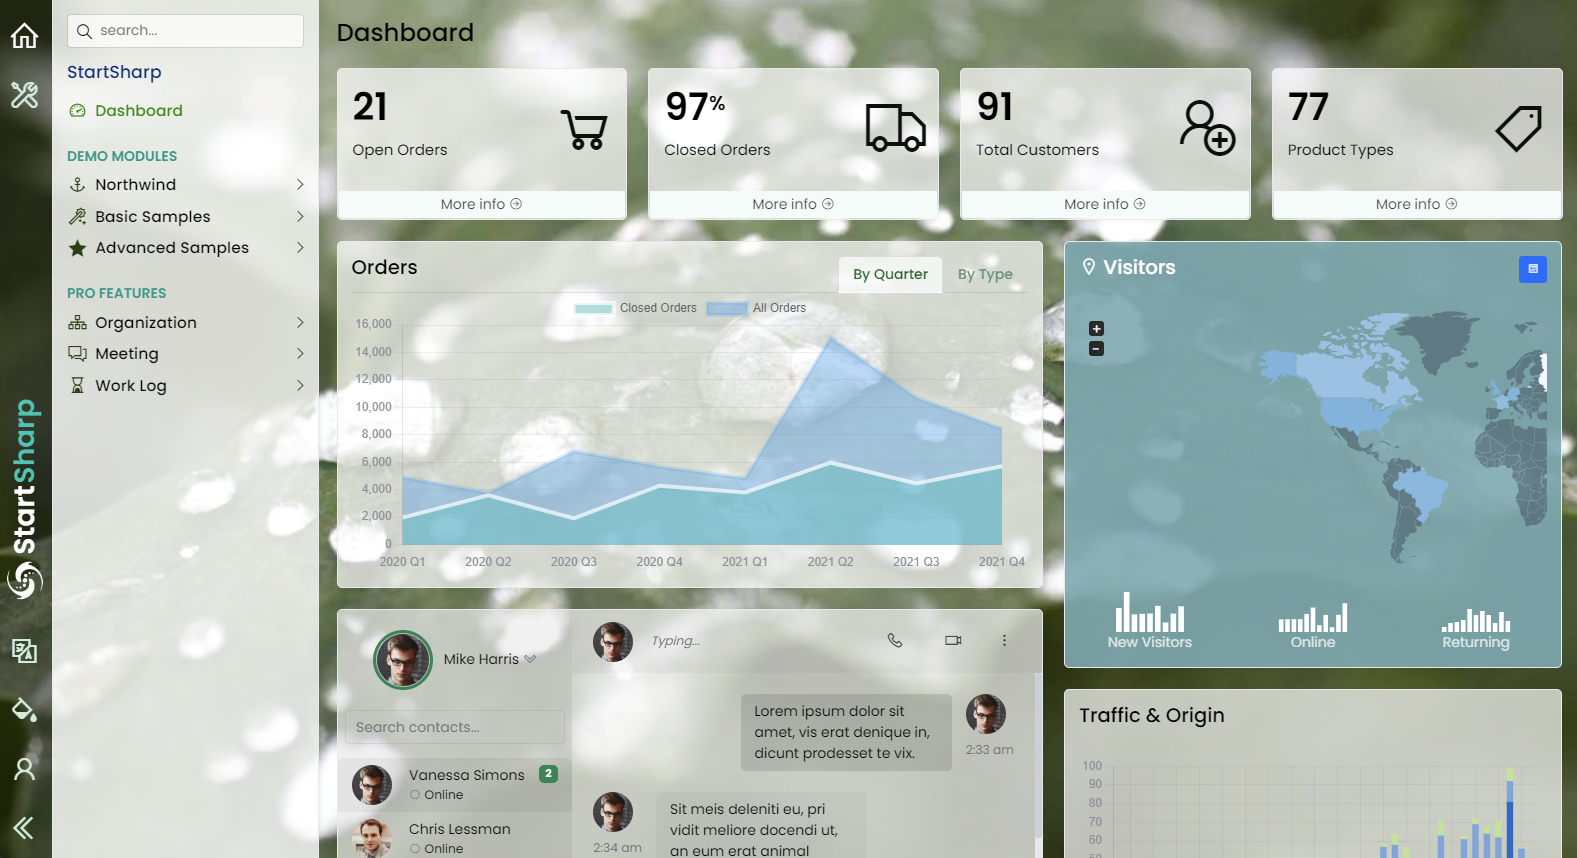 search...
StartSharp
Dashboard
DEMO MODULES
Northwind
Basic Samples
Advanced Samples
PRO FEATURES
Organization
Meeting
Work Log
StartSharp
Dashboard
21
Open Orders
More info
97%
Closed Orders
More info
91
Total Customers
More info
77
Product Types
More info
Orders
By Quarter
By Type
Closed Orders
All Orders
16,000
14,000
12,000
10,000
8,000
6,000
4,000
2,000
0
2020 Q1
2020 Q2
2020 Q3
2020 Q4
2021 Q1
2021 Q2
2021 Q3
2021 Q4
Visitors
+
−
New Visitors
Online
Returning
Mike Harris
Search contacts...
Vanessa Simons
2
Online
Chris Lessman
Online
Typing...
Lorem ipsum dolor sit
amet, vis erat denique in,
dicunt prodesset te vix.
2:33 am
Sit meis deleniti eu, pri
vidit meliore docendi ut,
an eum erat animal
2:34 am
Traffic & Origin
100
90
80
70
60
50